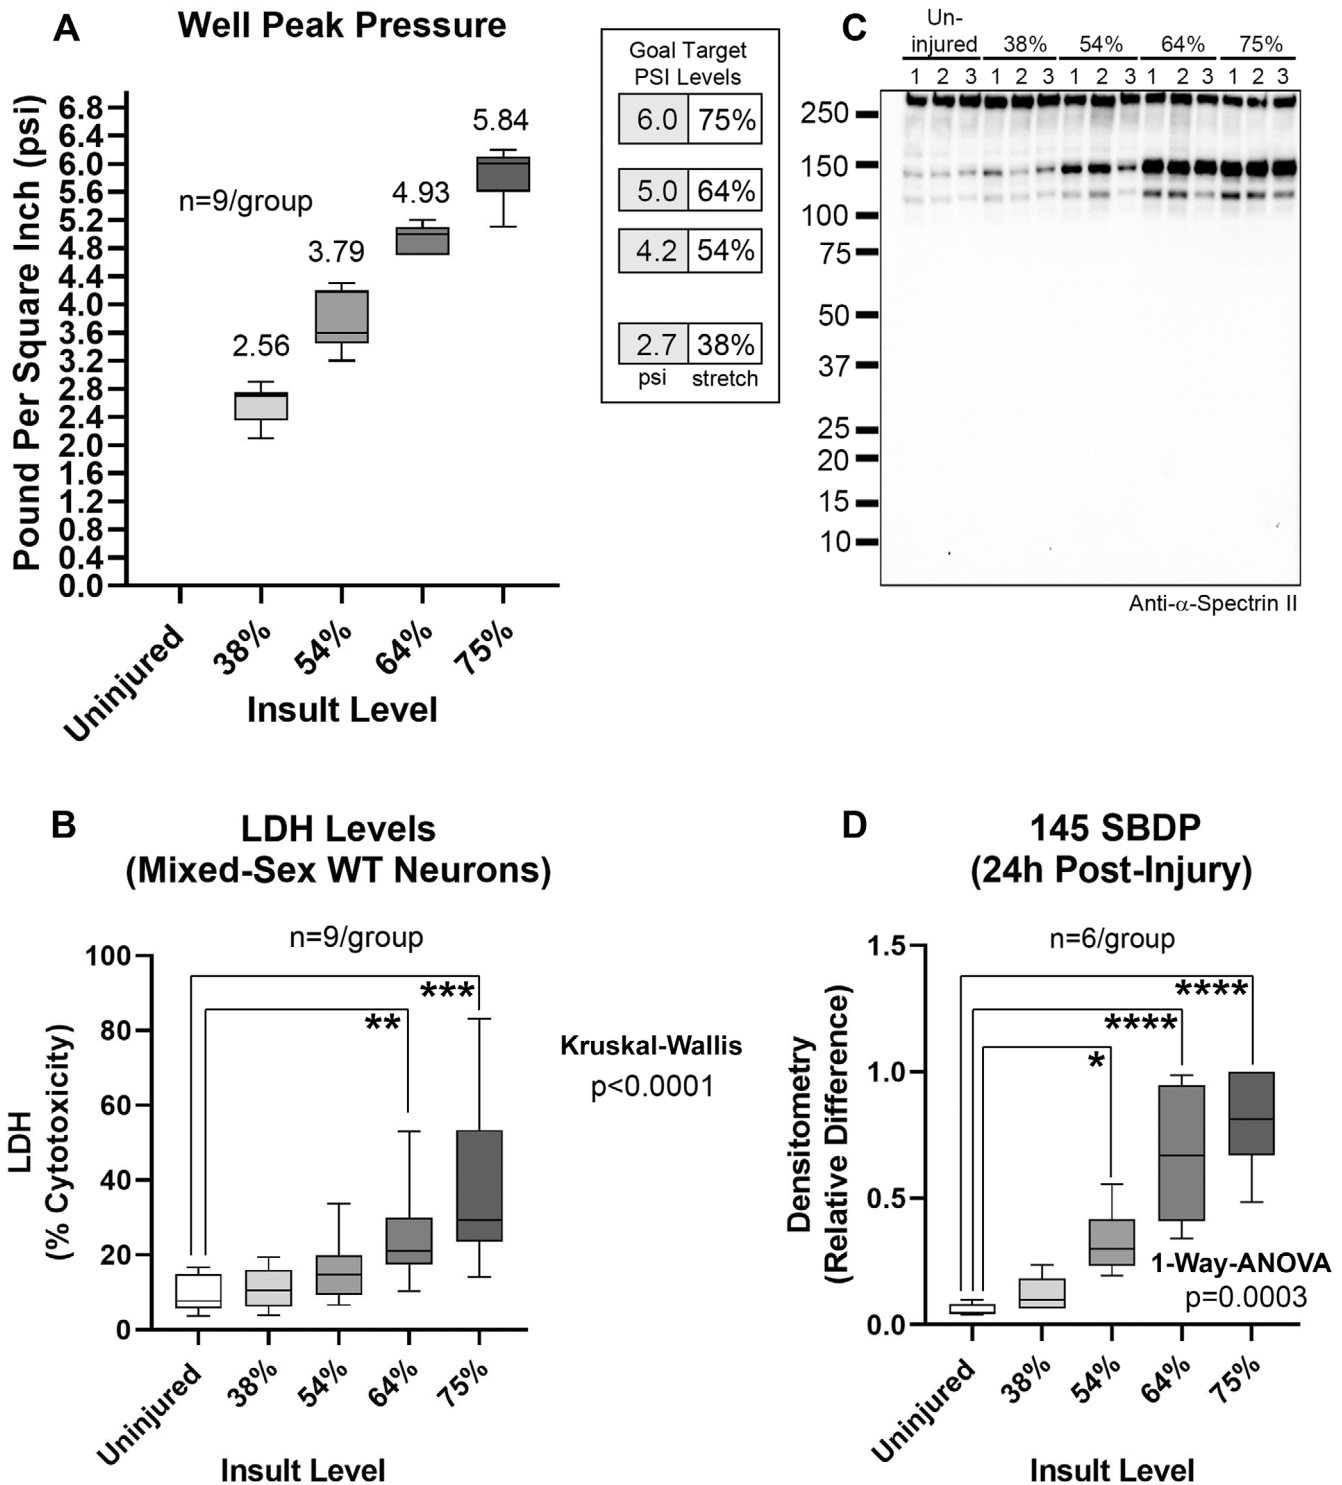 A
Well Peak Pressure
Pound Per Square Inch (psi)
6.8
6.4
6.0
5.6
5.2
4.8
4.4
4.0
3.6
3.2
2.8
2.4
2.0
1.6
1.2
0.8
0.4
0.0
n=9/group
2.56
3.79
4.93
5.84
Uninjured
38%
54%
64%
75%
Insult Level
Goal Target
PSI Levels
6.0 75%
5.0 64%
4.2 54%
2.7 38%
psi stretch
C
Un-
injured 38% 54% 64% 75%
1 2 3 1 2 3 1 2 3 1 2 3 1 2 3
250
150
100
75
50
37
25
20
15
10
Anti-α-Spectrin II
B
LDH Levels
(Mixed-Sex WT Neurons)
n=9/group
LDH
(% Cytotoxicity)
100
80
60
40
20
0
***
**
Kruskal-Wallis
p<0.0001
Uninjured
38%
54%
64%
75%
Insult Level
D
145 SBDP
(24h Post-Injury)
n=6/group
Densitometry
(Relative Difference)
1.5
1.0
0.5
0.0
****
****
*
1-Way-ANOVA
p=0.0003
Uninjured
38%
54%
64%
75%
Insult Level